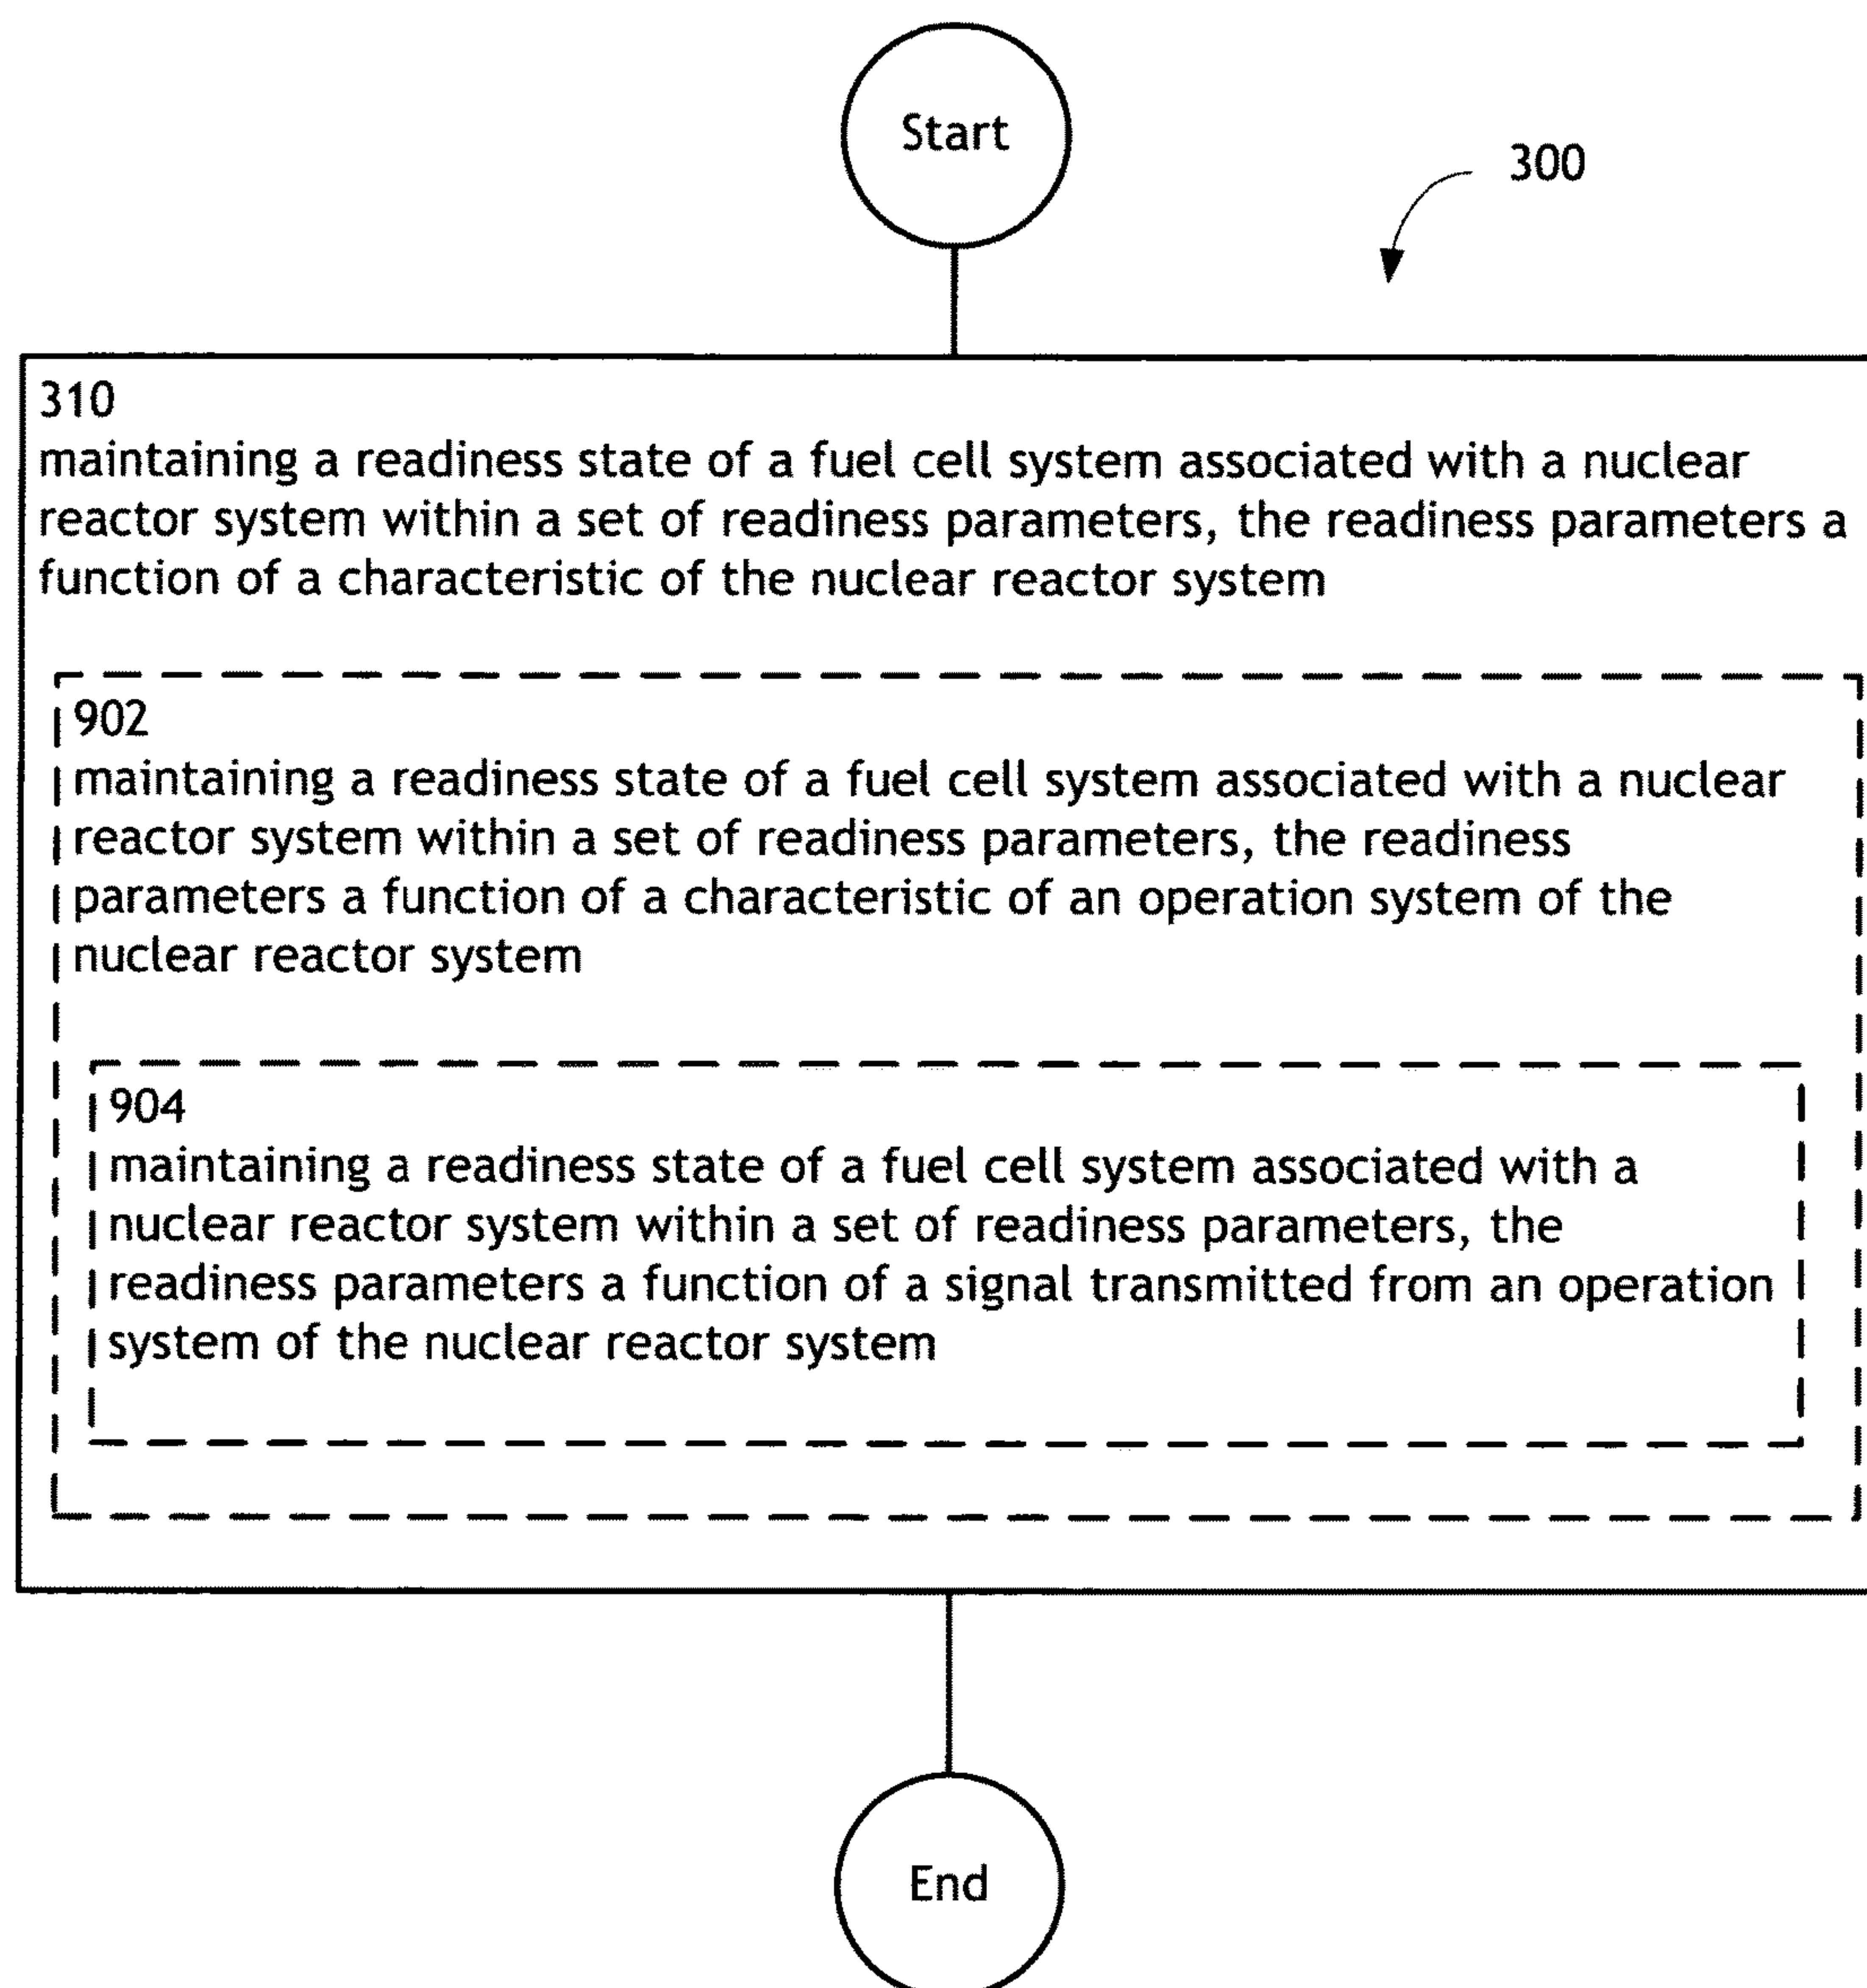 Start
300
310
maintaining a readiness state of a fuel cell system associated with a nuclear
reactor system within a set of readiness parameters, the readiness parameters a
function of a characteristic of the nuclear reactor system
902
maintaining a readiness state of a fuel cell system associated with a nuclear
reactor system within a set of readiness parameters, the readiness
parameters a function of a characteristic of an operation system of the
nuclear reactor system
904
maintaining a readiness state of a fuel cell system associated with a
nuclear reactor system within a set of readiness parameters, the
readiness parameters a function of a signal transmitted from an operation
system of the nuclear reactor system
End